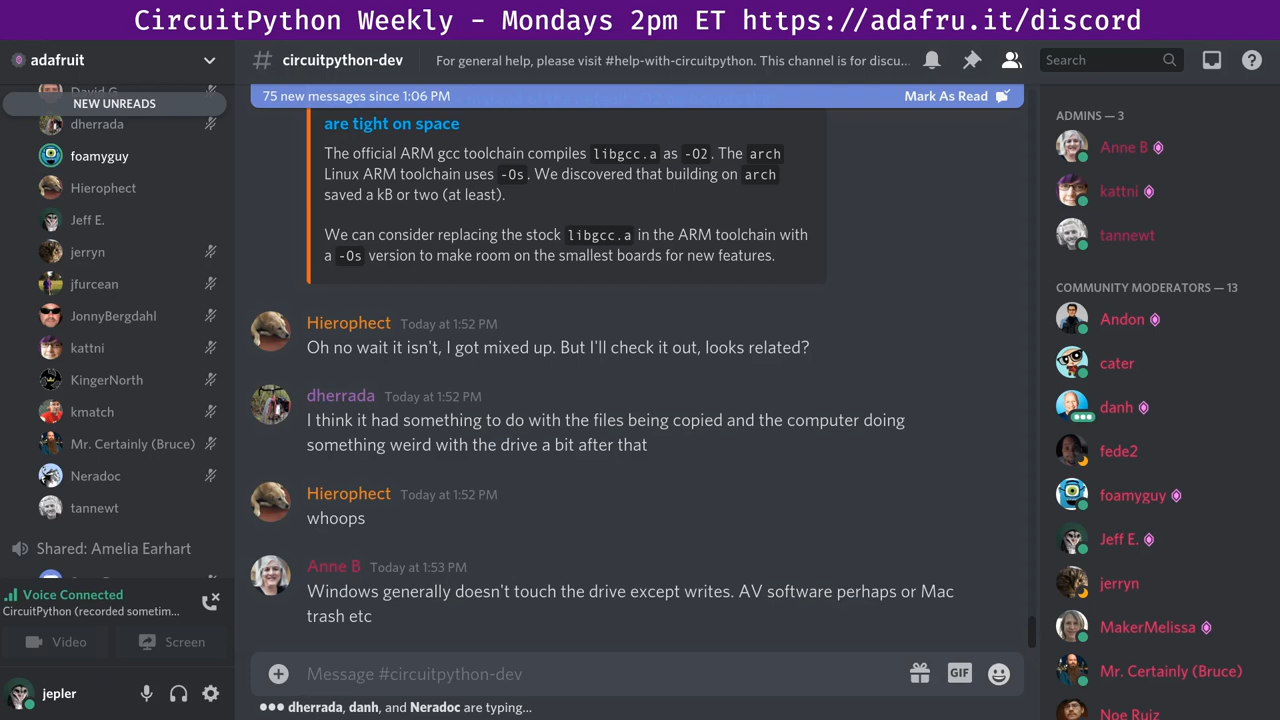 CircuitPython Weekly - Mondays 2pm ET https://adafru.it/discord
adafruit
David G.
NEW UNREADS
dherrada
foamyguy
Hierophect
Jeff E.
jerryn
jfurcean
JonnyBergdahl
kattni
KingerNorth
kmatch
Mr. Certainly (Bruce)
Neradoc
tannewt
Shared: Amelia Earhart
Voice Connected
CircuitPython (recorded sometim...
Video
Screen
jepler
circuitpython-dev
For general help, please visit #help-with-circuitpython. This channel is for discu...
Search
75 new messages since 1:06 PM
Mark As Read
are tight on space
The official ARM gcc toolchain compiles libgcc.a as -O2. The arch
Linux ARM toolchain uses -Os. We discovered that building on arch
saved a kB or two (at least).
We can consider replacing the stock libgcc.a in the ARM toolchain with
a -Os version to make room on the smallest boards for new features.
Hierophect Today at 1:52 PM
Oh no wait it isn't, I got mixed up. But I'll check it out, looks related?
dherrada Today at 1:52 PM
I think it had something to do with the files being copied and the computer doing
something weird with the drive a bit after that
Hierophect Today at 1:52 PM
whoops
Anne B Today at 1:53 PM
Windows generally doesn't touch the drive except writes. AV software perhaps or Mac
trash etc
Message #circuitpython-dev
GIF
dherrada, danh, and Neradoc are typing...
ADMINS — 3
Anne B
kattni
tannewt
COMMUNITY MODERATORS — 13
Andon
cater
danh
fede2
foamyguy
Jeff E.
jerryn
MakerMelissa
Mr. Certainly (Bruce)
Noe Ruiz